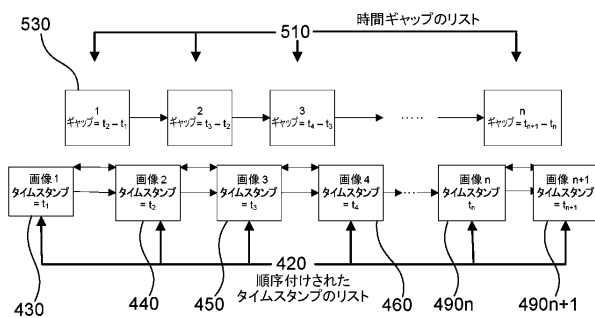 510
時間ギャップのリスト
530
1
ギャップ= t2 – t1
2
ギャップ= t3 – t2
3
ギャップ= t4 – t3
......
n
ギャップ= tn+1 – tn
画像 1
タイムスタンプ
= t1
画像 2
タイムスタンプ
= t2
画像 3
タイムスタンプ
= t3
画像 4
タイムスタンプ
= t4
......
画像 n
タイムスタンプ
tn
画像 n+1
タイムスタンプ
= tn+1
420
順序付けされた
タイムスタンプのリスト
430
440
450
460
490n
490n+1